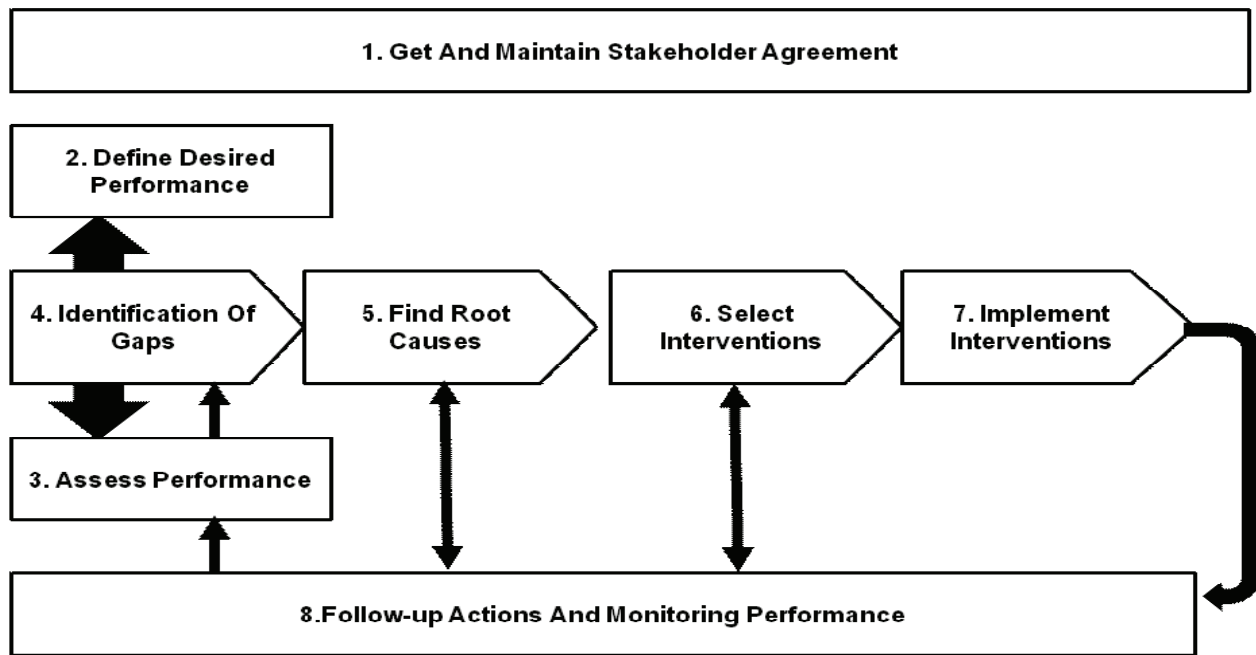 1. Get And Maintain Stakeholder Agreement
2. Define Desired
Performance
4. Identification Of
Gaps
5. Find Root
Causes
6. Select
Interventions
7. Implement
Interventions
3. Assess Performance
8.Follow-up Actions And Monitoring Performance